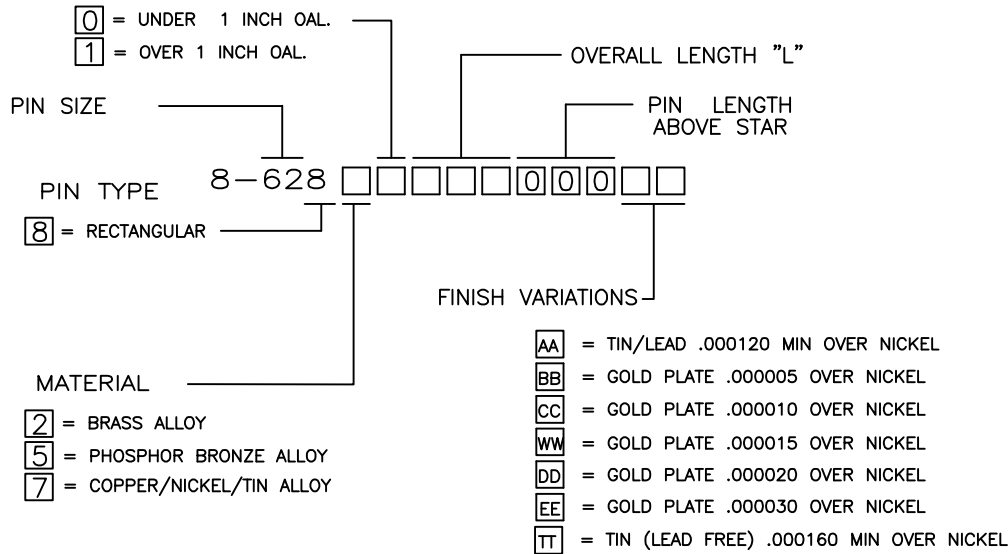 0 = UNDER 1 INCH OAL.
1 = OVER 1 INCH OAL.
OVERALL LENGTH "L"
PIN SIZE
PIN LENGTH
ABOVE STAR
8-628 0 0 0
PIN TYPE
8 = RECTANGULAR
FINISH VARIATIONS
AA = TIN/LEAD .000120 MIN OVER NICKEL
BB = GOLD PLATE .000005 OVER NICKEL
CC = GOLD PLATE .000010 OVER NICKEL
WW = GOLD PLATE .000015 OVER NICKEL
DD = GOLD PLATE .000020 OVER NICKEL
EE = GOLD PLATE .000030 OVER NICKEL
TT = TIN (LEAD FREE) .000160 MIN OVER NICKEL
MATERIAL
2 = BRASS ALLOY
5 = PHOSPHOR BRONZE ALLOY
7 = COPPER/NICKEL/TIN ALLOY